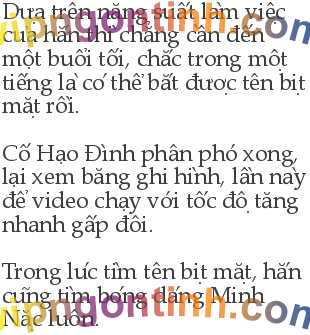 Dựa trên năng suất làm việc
của hắn thì chẳng cần đến
một buổi tối, chắc trong một
tiếng là có thể bắt được tên bịt
mặt rồi.

Cố Hạo Đình phân phó xong,
lại xem băng ghi hình, lần này
để video chạy với tốc độ tăng
nhanh gấp đôi.

Trong lúc tìm tên bịt mặt, hắn
cũng tìm bóng dáng Minh
Nặc luôn.